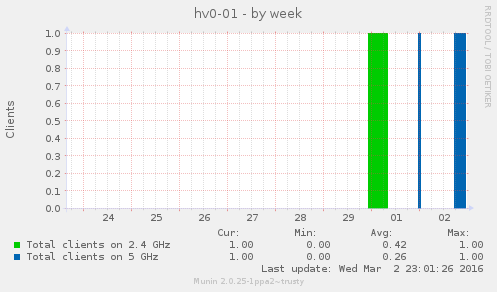 hv0-01 - by week
RRDTOOL / TOBI OETIKER
Clients
1.0
0.9
0.8
0.7
0.6
0.5
0.4
0.3
0.2
0.1
0.0
24 25 26 27 28 29 01 02
Cur: Min: Avg: Max:
Total clients on 2.4 GHz 1.00 0.00 0.42 1.00
Total clients on 5 GHz 1.00 0.00 0.26 1.00
Last update: Wed Mar 2 23:01:26 2016
Munin 2.0.25-1ppa2~trusty